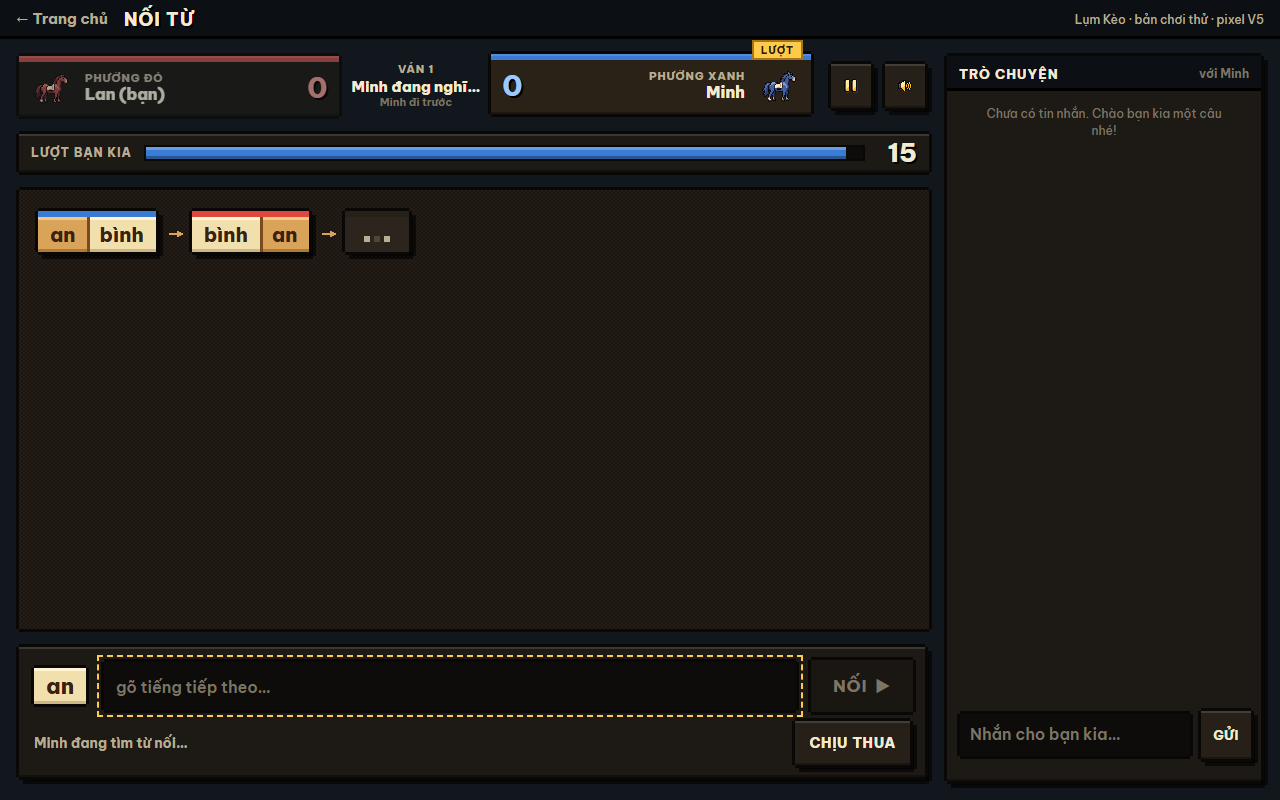 ← Trang chủ NỐI TỪ
Lụm Kèo · bản chơi thử · pixel V5
PHƯƠNG ĐỎ
Lan (bạn)
0
VÁN 1
Minh đang nghĩ...
Minh đi trước
LƯỢT
0
PHƯƠNG XANH
Minh
LƯỢT BẠN KIA
15
an bình
bình an
...
an
gõ tiếng tiếp theo...
NỐI ▶
Minh đang tìm từ nối...
CHỊU THUA
TRÒ CHUYỆN
với Minh
Chưa có tin nhắn. Chào bạn kia một câu
nhé!
Nhắn cho bạn kia...
GỬI